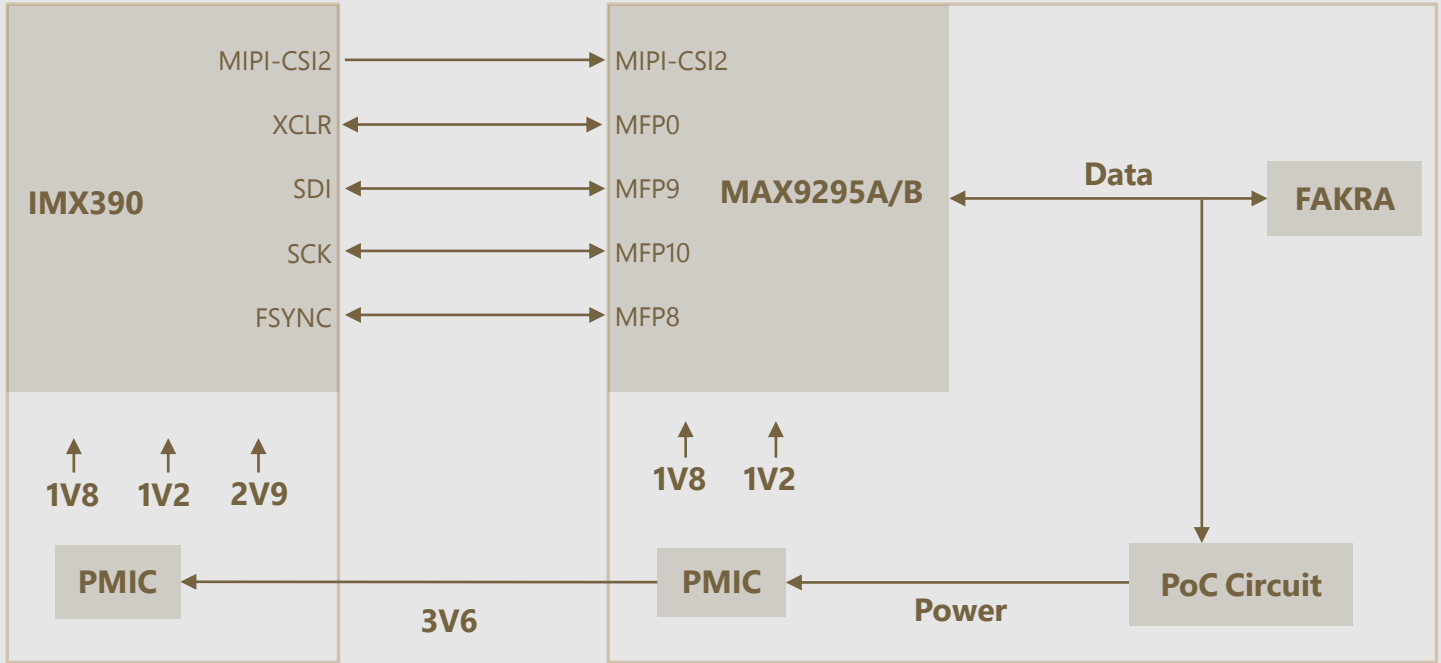 MIPI-CSI2
MIPI-CSI2
XCLR
MFP0
SDI
MFP9
IMX390
MAX9295A/B
Data
FAKRA
SCK
MFP10
FSYNC
MFP8
1V8
1V2
2V9
1V8
1V2
PMIC
PMIC
PoC Circuit
3V6
Power